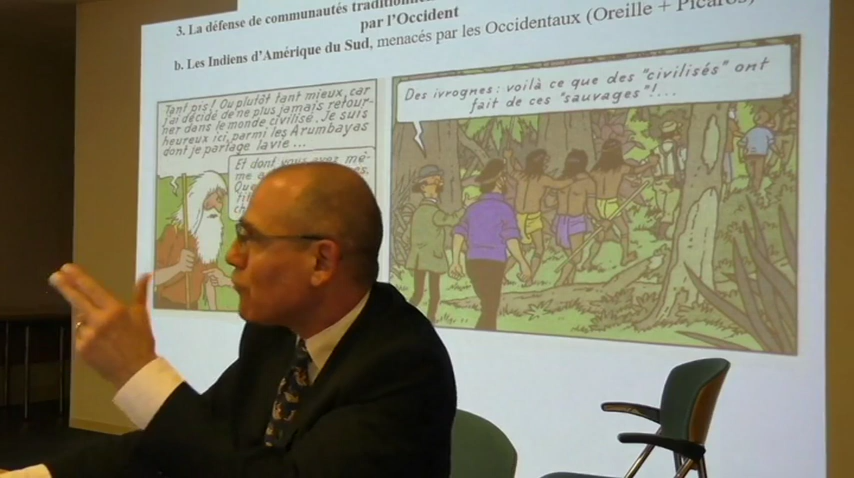 3. La défense de communautés
par l'Occident
b. Les Indiens d'Amérique du Sud, menacés par les Occidentaux (Oreille + Picaros)
Tant pis! Ou plutôt tant mieux, car
j'ai décidé de ne plus jamais retour-
ner dans le monde civilisé. Je suis
heureux ici, parmi les Arumbayas
dont je partage la vie...
Et dont vous avez mê-
me
Des ivrognes: voilà ce que des "civilisés" ont
fait de ces "sauvages"!...